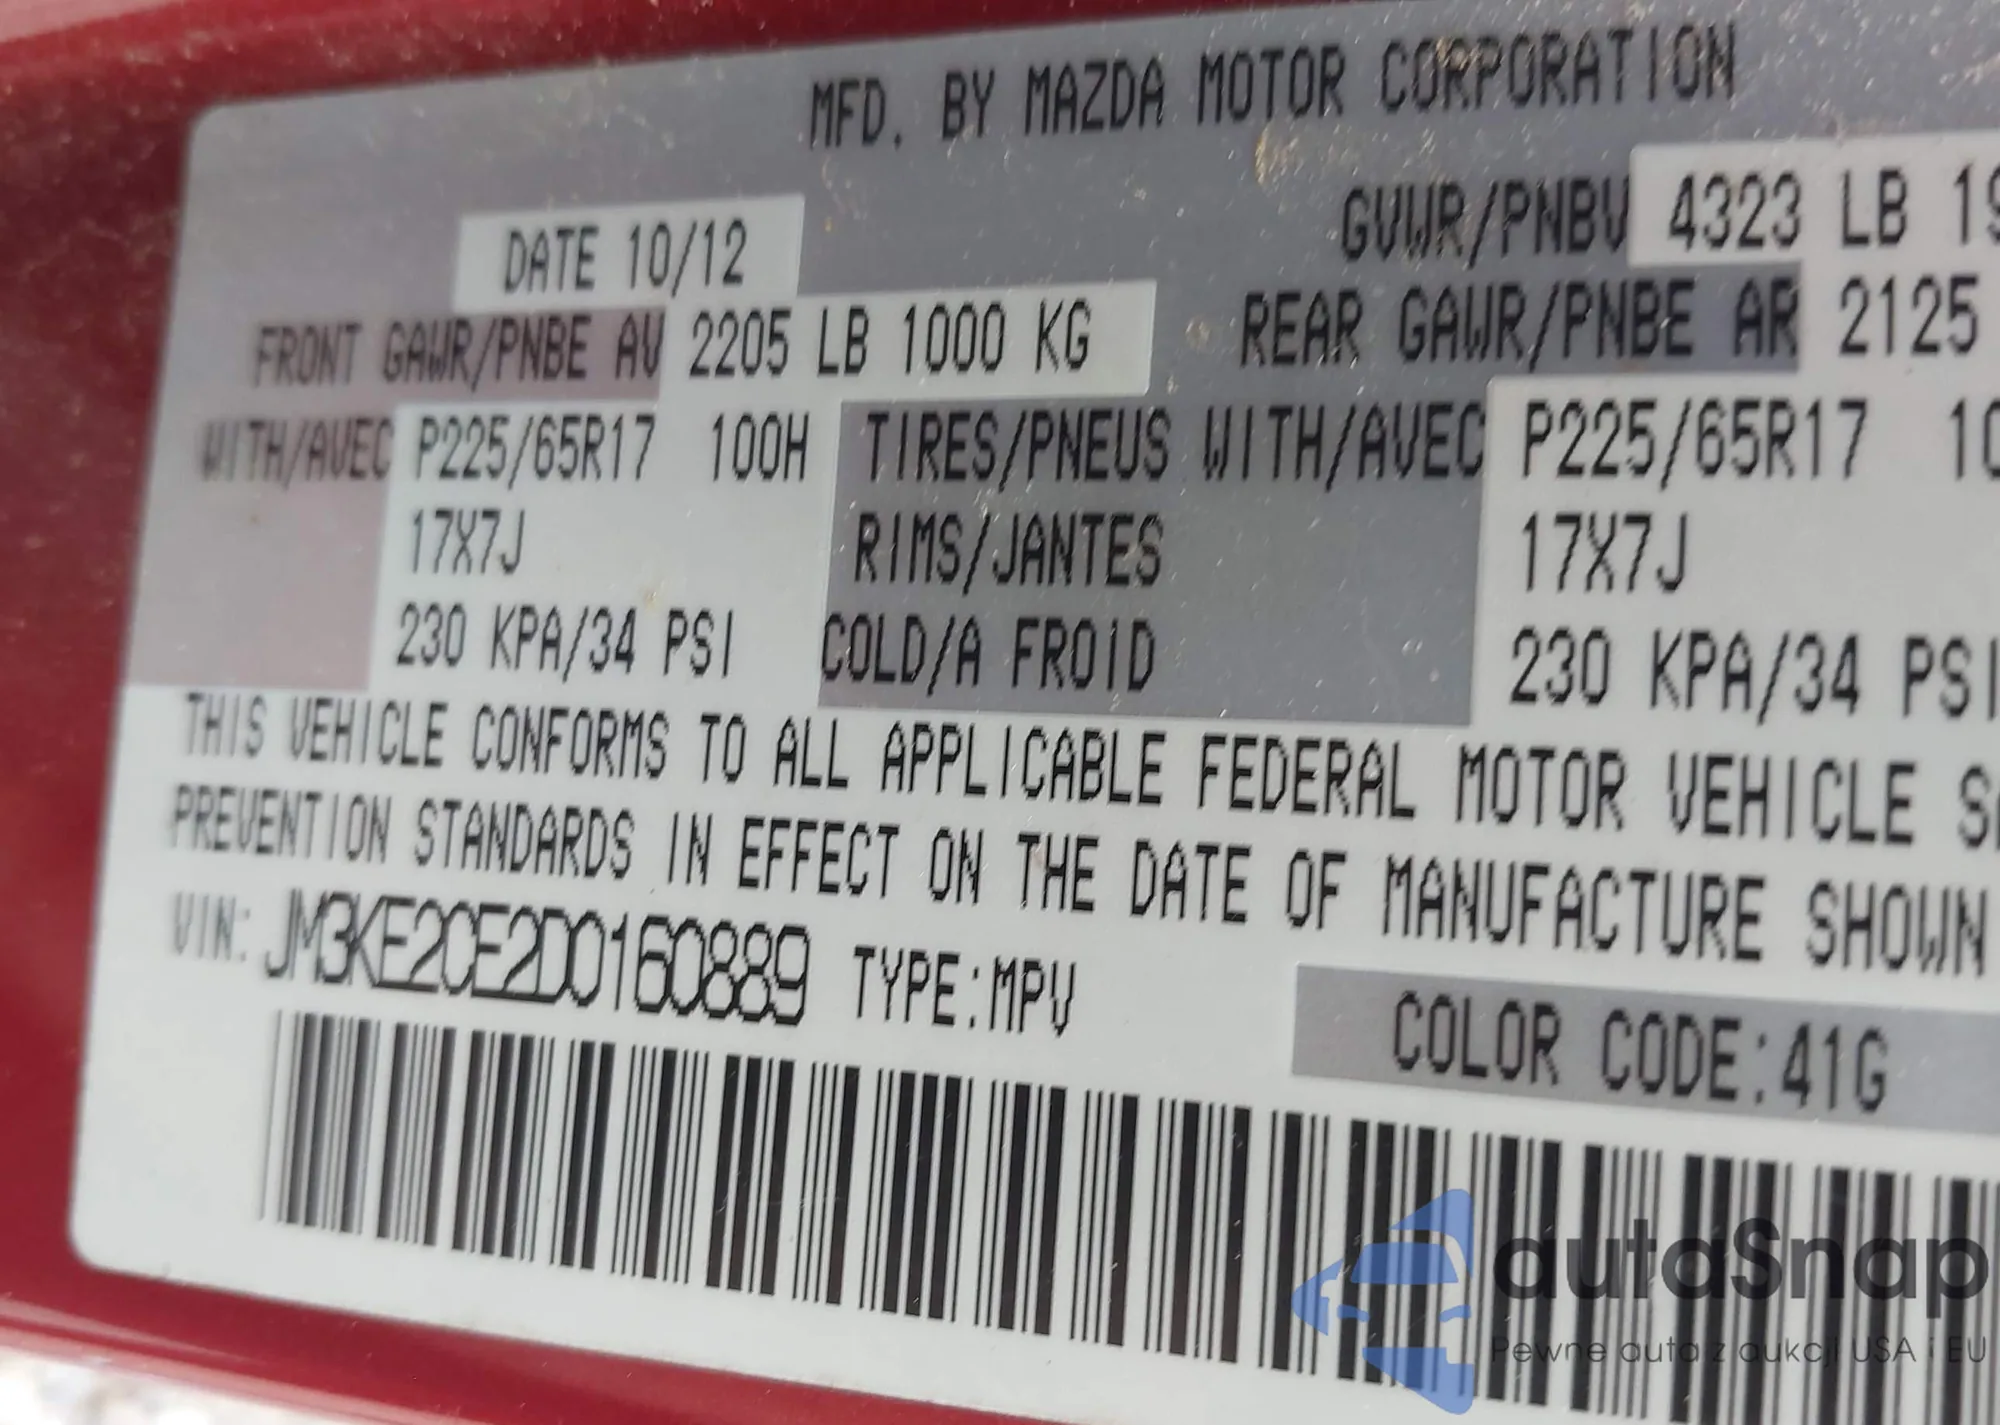 MFD. BY MAZDA MOTOR CORPORATION
DATE 10/12 GVWR/PNBV 4323 LB 19
FRONT GAWR/PNBE AV 2205 LB 1000 KG REAR GAWR/PNBE AR 2125
WITH/AVEC P225/65R17 100H TIRES/PNEUS WITH/AVEC P225/65R17 10
17X7J RIMS/JANTES 17X7J
230 KPA/34 PSI COLD/A FROID 230 KPA/34 PSI
THIS VEHICLE CONFORMS TO ALL APPLICABLE FEDERAL MOTOR VEHICLE SA
PREVENTION STANDARDS IN EFFECT ON THE DATE OF MANUFACTURE SHOWN
VIN: JM3KE2CE2D0160889 TYPE:MPV
COLOR CODE:41G
autaSnap
Pewne auta z aukcji USA i EU